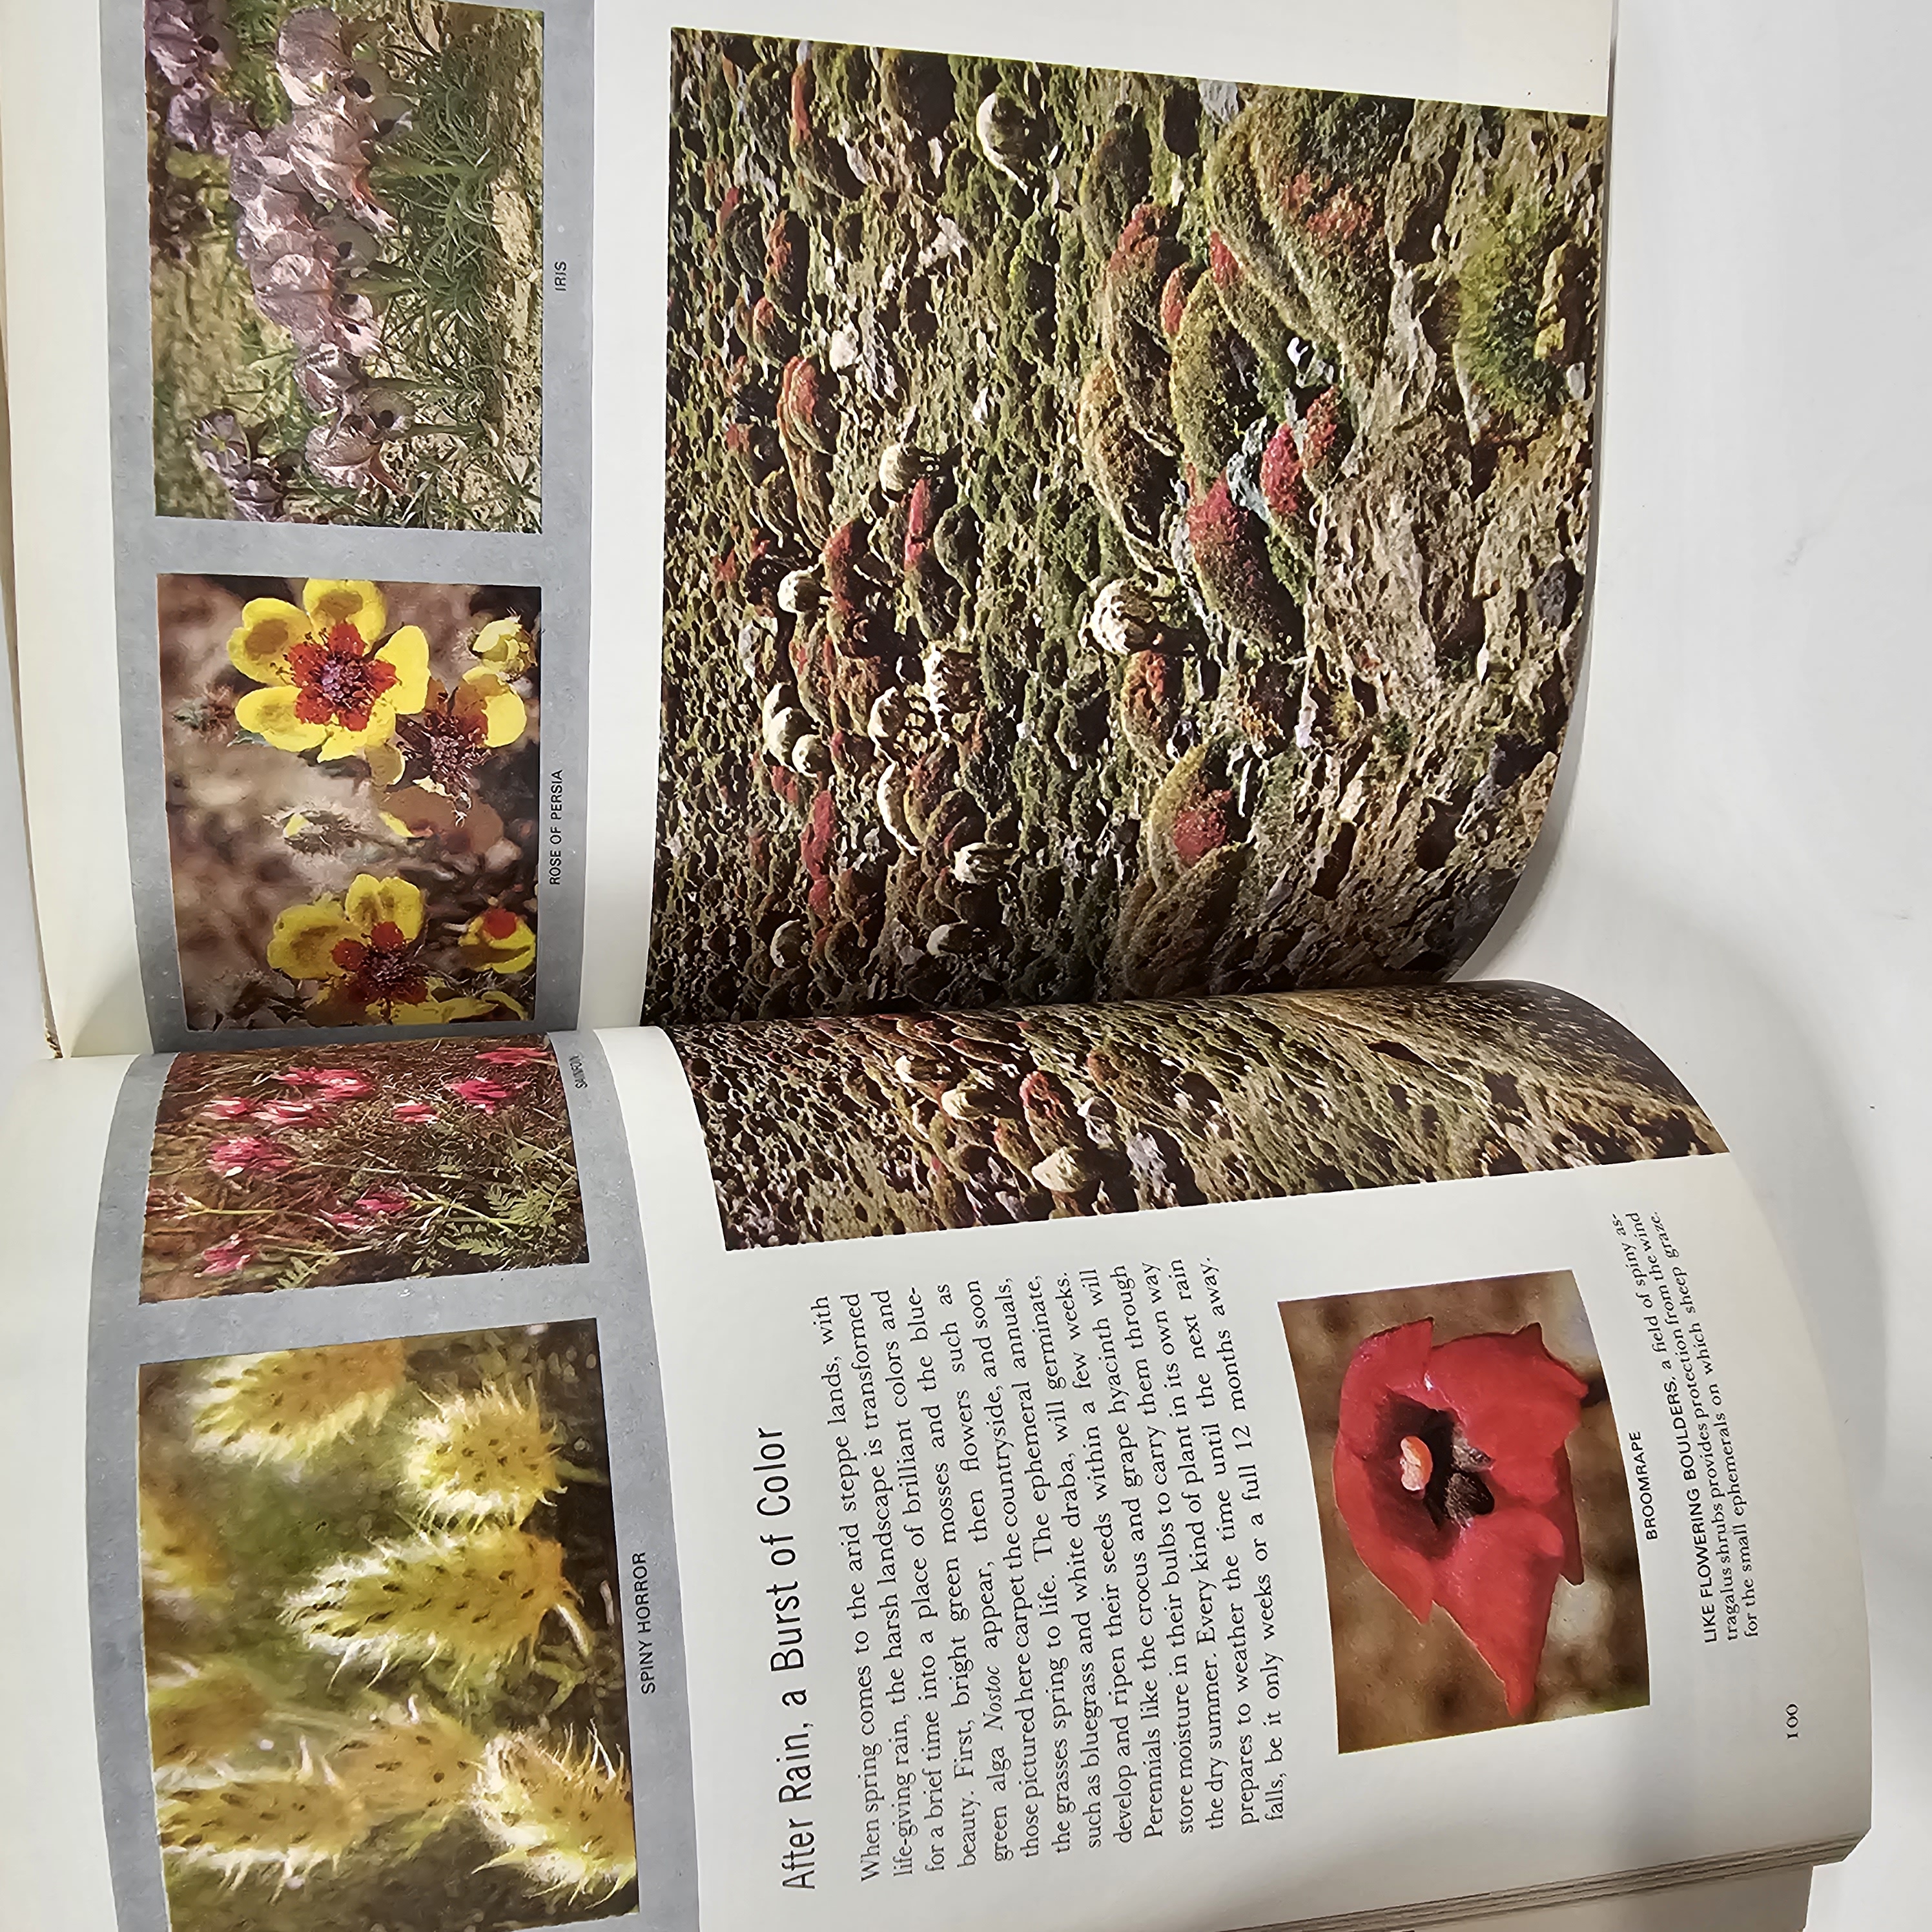 SPINY HORROR
SAINFOIN
ROSE OF PERSIA
IRIS
After Rain, a Burst of Color
When spring comes to the arid steppe lands, with
life-giving rain, the harsh landscape is transformed
for a brief time into a place of brilliant colors and
beauty. First, bright green mosses and the blue-
green alga Nostoc appear, then flowers such as
those pictured here carpet the countryside, and soon
the grasses spring to life. The ephemeral annuals,
such as bluegrass and white draba, will germinate,
develop and ripen their seeds within a few weeks.
Perennials like the crocus and grape hyacinth will
store moisture in their bulbs to carry them through
the dry summer. Every kind of plant in its own way
prepares to weather the time until the next rain
falls, be it only weeks or a full 12 months away.
BROOMRAPE
LIKE FLOWERING BOULDERS, a field of spiny as-
tragalus shrubs provides protection from the wind
for the small ephemerals on which sheep graze.
100